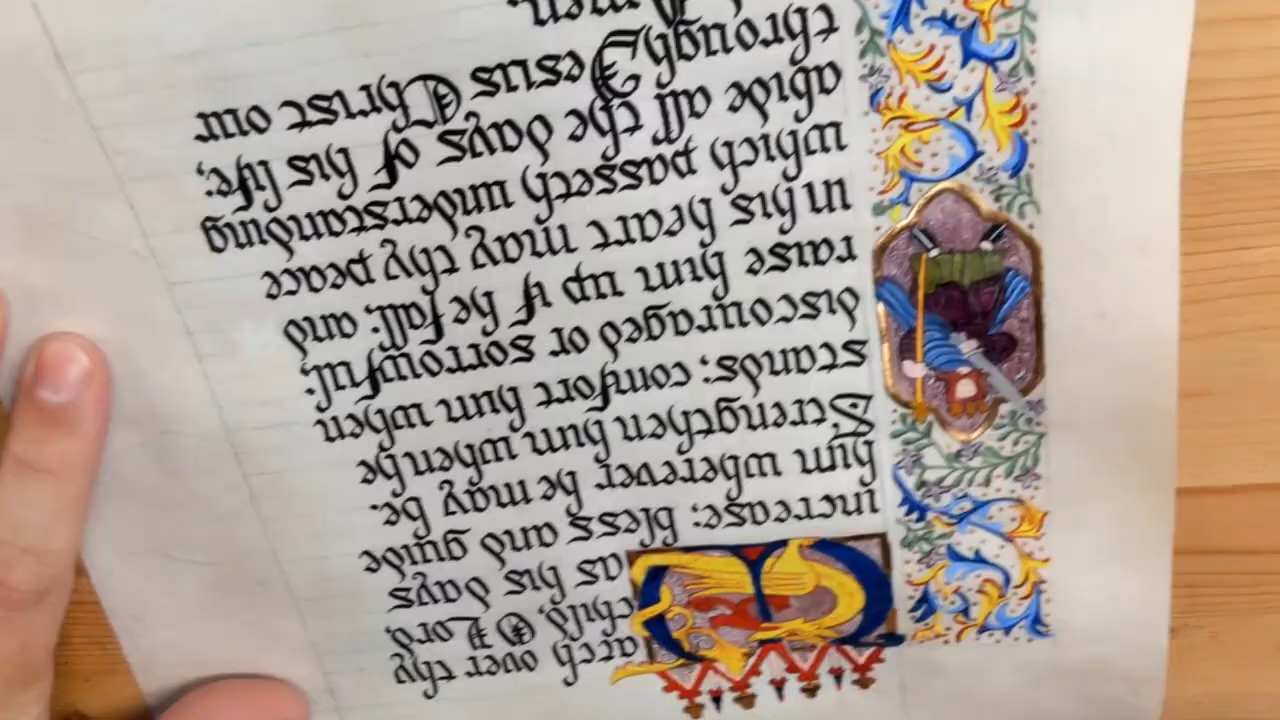 Watch over thy
child, O Lord
as his days
increase; bless and guide
him wherever he may be.
Strengthen him when he
stands; comfort him when
discouraged or sorrowful;
raise him up if he fall; and
in his heart may thy peace
which passeth understanding
abide all the days of his life;
through Jesus Christ our
Amen.